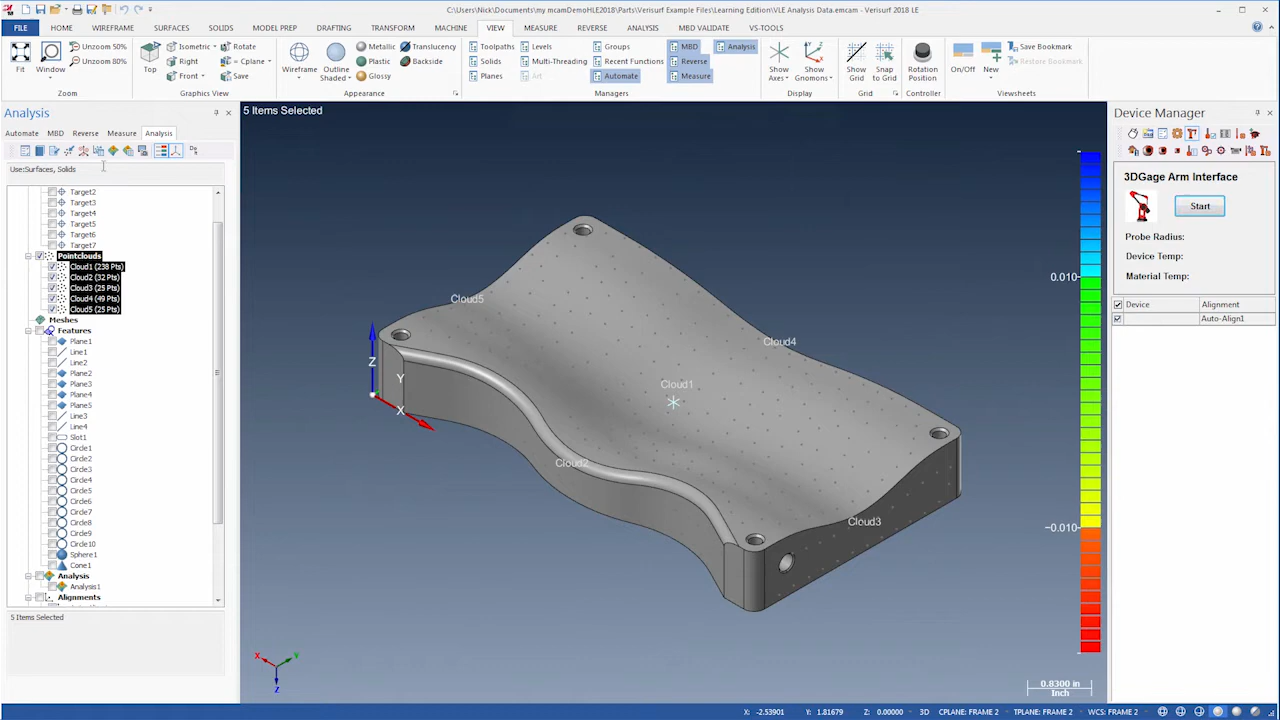 C:\Users\Nick\Documents\my mcamDemoHLE2018\Parts\Verisurf Example Files\Learning Edition\VLE Analysis Data.emcam - Verisurf 2018 LE
FILE HOME WIREFRAME SURFACES SOLIDS MODEL PREP DRAFTING TRANSFORM MACHINE VIEW MEASURE REVERSE ANALYSIS MBD VALIDATE VS-TOOLS
Fit
Window
Unzoom 50%
Unzoom 80%
Zoom
Top
Isometric
Right
Front
Rotate
= Cplane
Save
Graphics View
Wireframe
Outline Shaded
Metallic
Plastic
Glossy
Translucency
Backside
Appearance
Toolpaths
Solids
Planes
Levels
Multi-Threading
Art
Groups
Recent Functions
Automate
MBD
Reverse
Measure
Analysis
Managers
Show Axes
Show Gnomons
Display
Show Grid
Snap to Grid
Grid
Rotation Position
Controller
On/Off
New
Save Bookmark
Restore Bookmark
Viewsheets
Analysis
Automate MBD Reverse Measure Analysis
Use:Surfaces, Solids
Target2
Target3
Target4
Target5
Target6
Target7
Pointclouds
Cloud1 (238 Pts)
Cloud2 (32 Pts)
Cloud3 (25 Pts)
Cloud4 (49 Pts)
Cloud5 (25 Pts)
Meshes
Features
Plane1
Line1
Line2
Plane2
Plane3
Plane4
Plane5
Line3
Line4
Slot1
Circle1
Circle2
Circle3
Circle4
Circle5
Circle6
Circle7
Circle8
Circle9
Circle10
Sphere1
Cone1
Analysis
Analysis1
Alignments
5 Items Selected
5 Items Selected
Cloud5
Cloud4
Cloud1
Cloud2
Cloud3
Z
Y
X
0.010
−0.010
X
Y
Z
0.8300 in
Inch
Device Manager
3DGage Arm Interface
Start
Probe Radius:
Device Temp:
Material Temp:
Device Alignment
Auto-Align1
X: -2.53901 Y: 1.81679 Z: 0.00000 3D CPLANE: FRAME 2 TPLANE: FRAME 2 WCS: FRAME 2